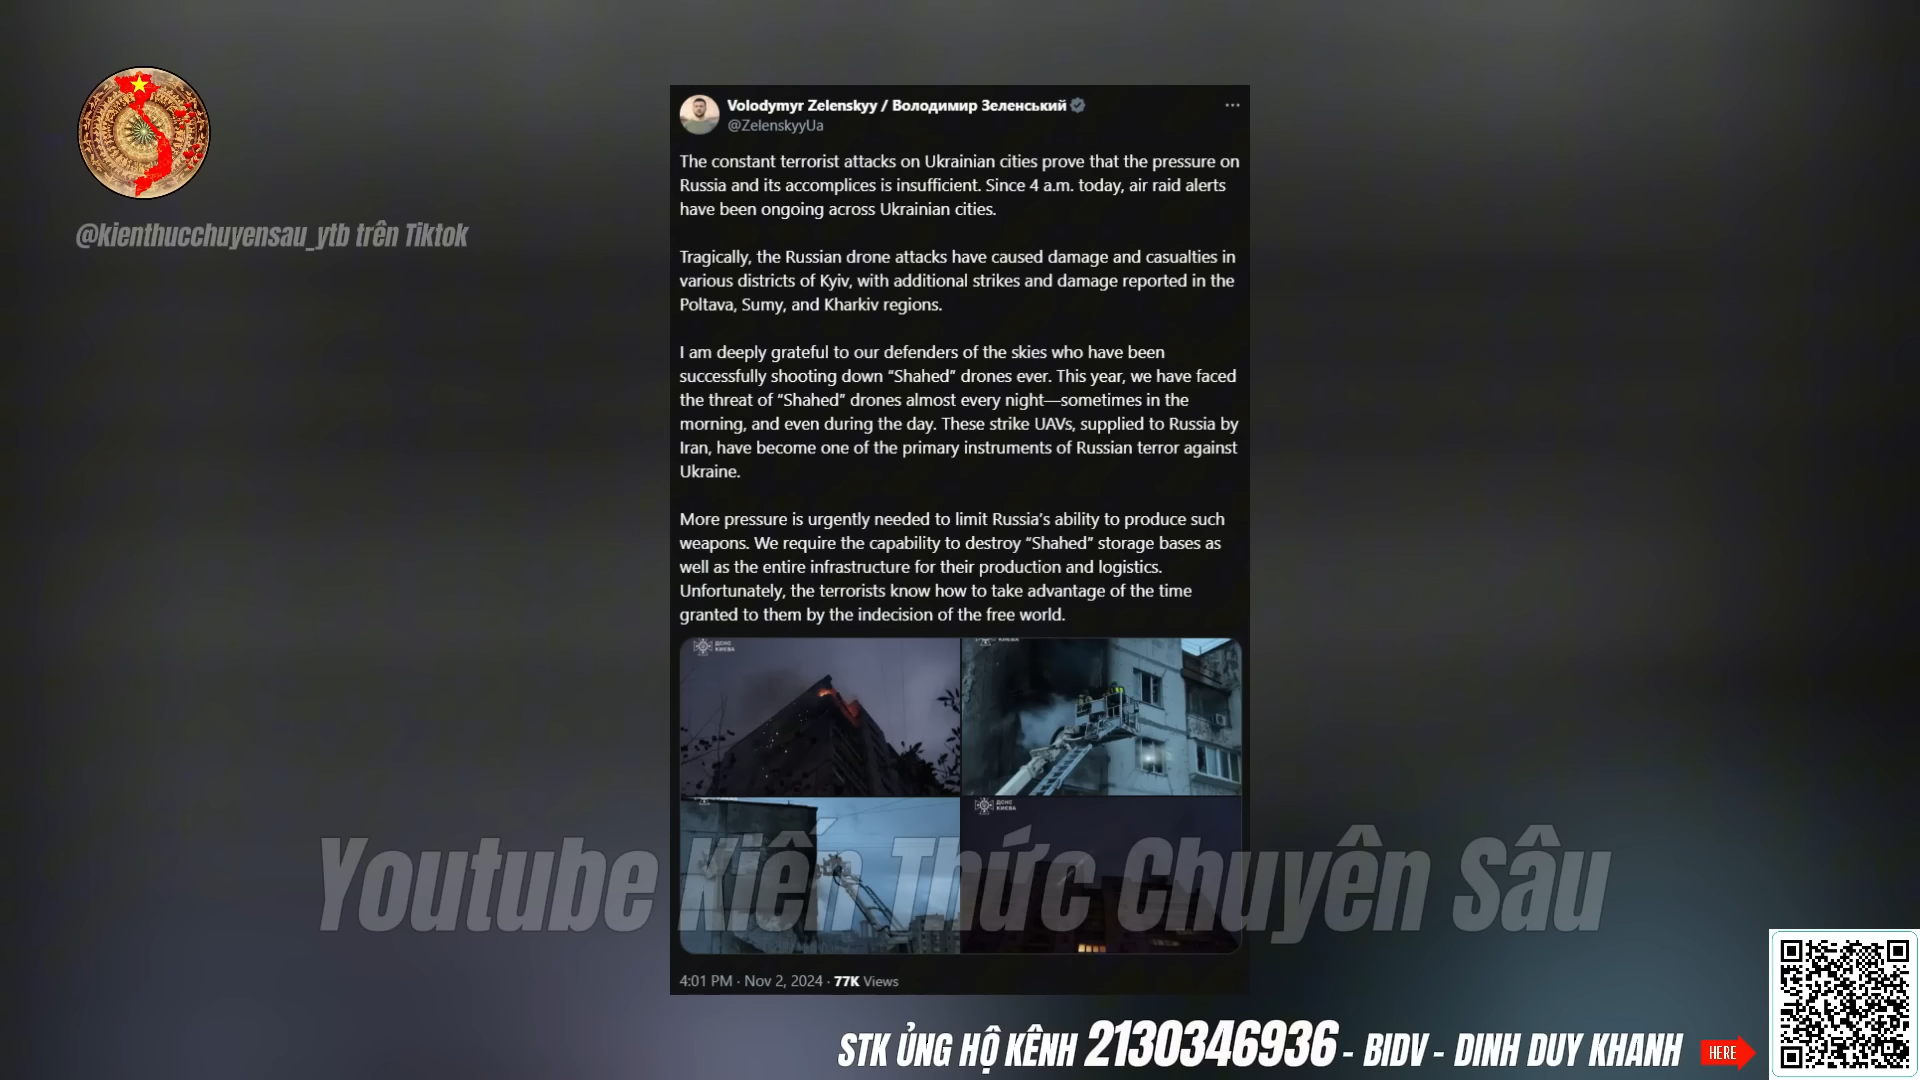 @kienthucchuyensau_ytb trên Tiktok
Volodymyr Zelenskyy / Володимир Зеленський
@ZelenskyyUa
The constant terrorist attacks on Ukrainian cities prove that the pressure on
Russia and its accomplices is insufficient. Since 4 a.m. today, air raid alerts
have been ongoing across Ukrainian cities.
Tragically, the Russian drone attacks have caused damage and casualties in
various districts of Kyiv, with additional strikes and damage reported in the
Poltava, Sumy, and Kharkiv regions.
I am deeply grateful to our defenders of the skies who have been
successfully shooting down “Shahed” drones ever. This year, we have faced
the threat of “Shahed” drones almost every night—sometimes in the
morning, and even during the day. These strike UAVs, supplied to Russia by
Iran, have become one of the primary instruments of Russian terror against
Ukraine.
More pressure is urgently needed to limit Russia’s ability to produce such
weapons. We require the capability to destroy “Shahed” storage bases as
well as the entire infrastructure for their production and logistics.
Unfortunately, the terrorists know how to take advantage of the time
granted to them by the indecision of the free world.
ДСНС
КИЄВА
ДСНС
КИЄВА
Youtube Kiến Thức Chuyên Sâu
4:01 PM · Nov 2, 2024 · 77K Views
STK ỦNG HỘ KÊNH 2130346936 - BIDV - DINH DUY KHANH
HERE